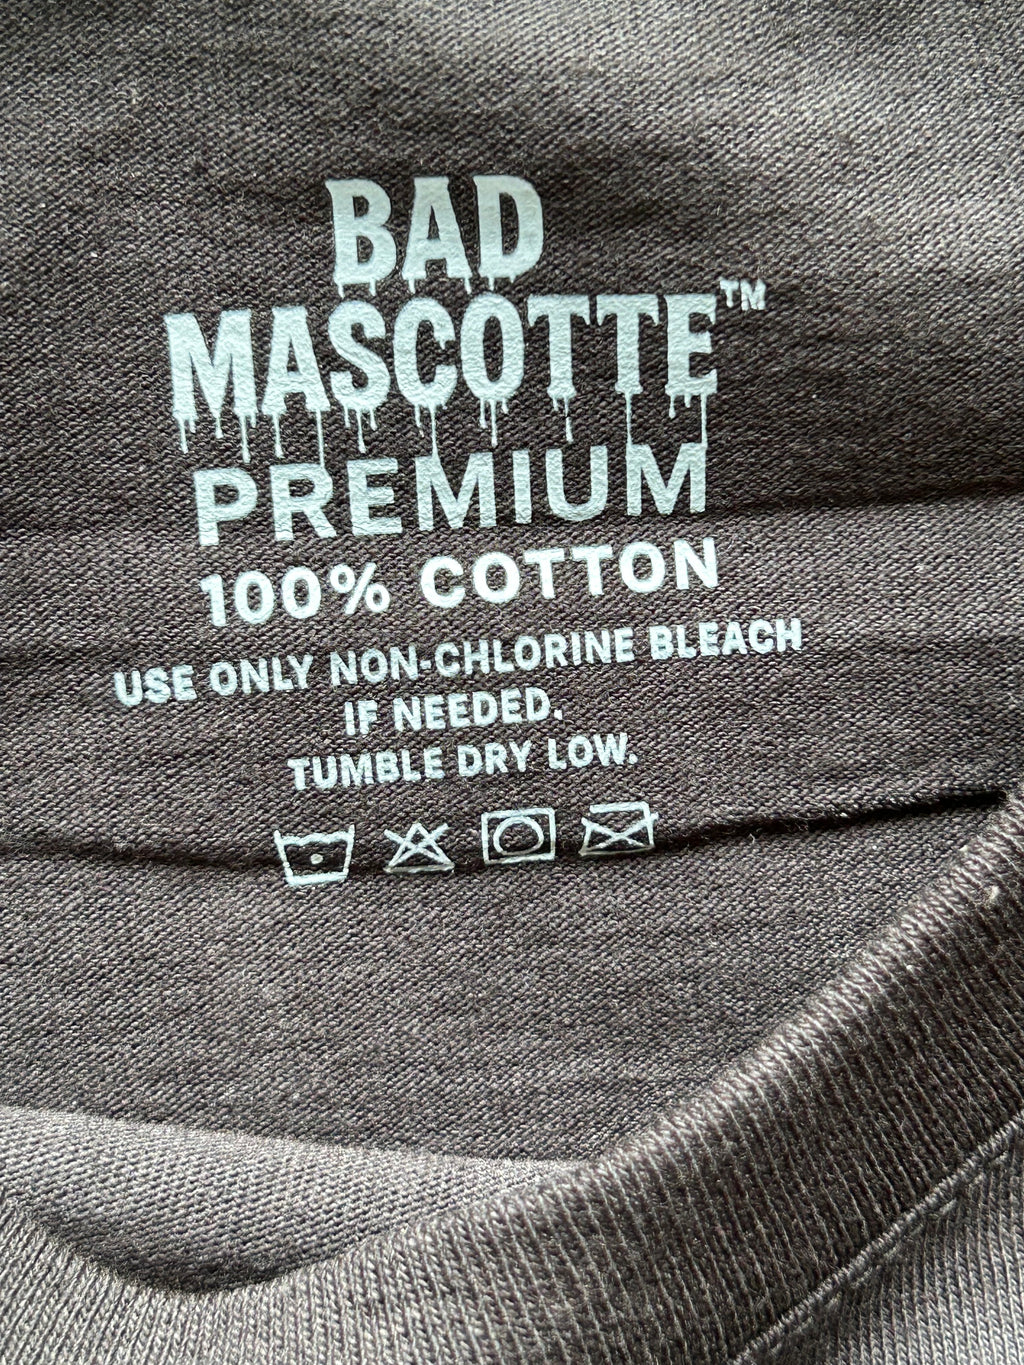 BAD
MASCOTTE™
PREMIUM
100% COTTON
USE ONLY NON-CHLORINE BLEACH
IF NEEDED.
TUMBLE DRY LOW.